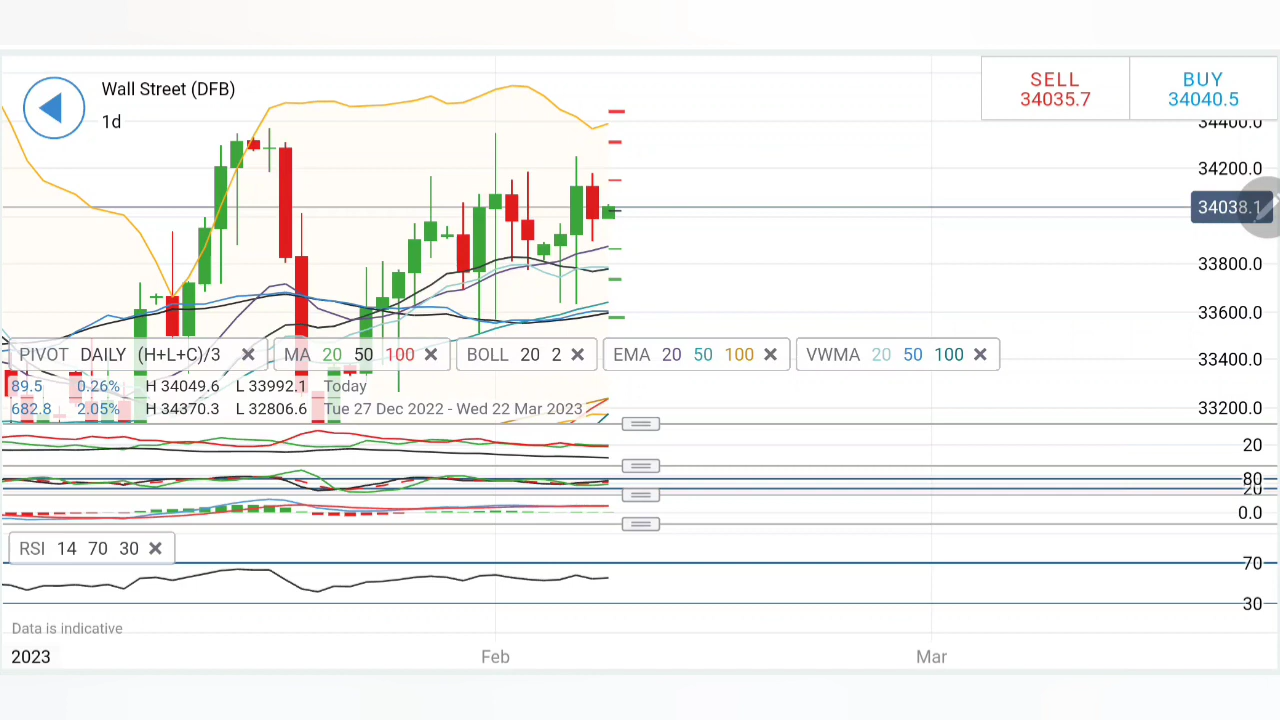 Wall Street (DFB)
1d
SELL
34035.7
BUY
34040.5
34400.0
34200.0
34038.1
33800.0
33600.0
33400.0
33200.0
PIVOT DAILY (H+L+C)/3
MA 20 50 100
BOLL 20 2
EMA 20 50 100
VWMA 20 50 100
89.5 0.26% H 34049.6 L 33992.1 Today
682.8 2.05% H 34370.3 L 32806.6 Tue 27 Dec 2022 - Wed 22 Mar 2023
20
80
20
0.0
RSI 14 70 30
70
30
Data is indicative
2023 Feb Mar